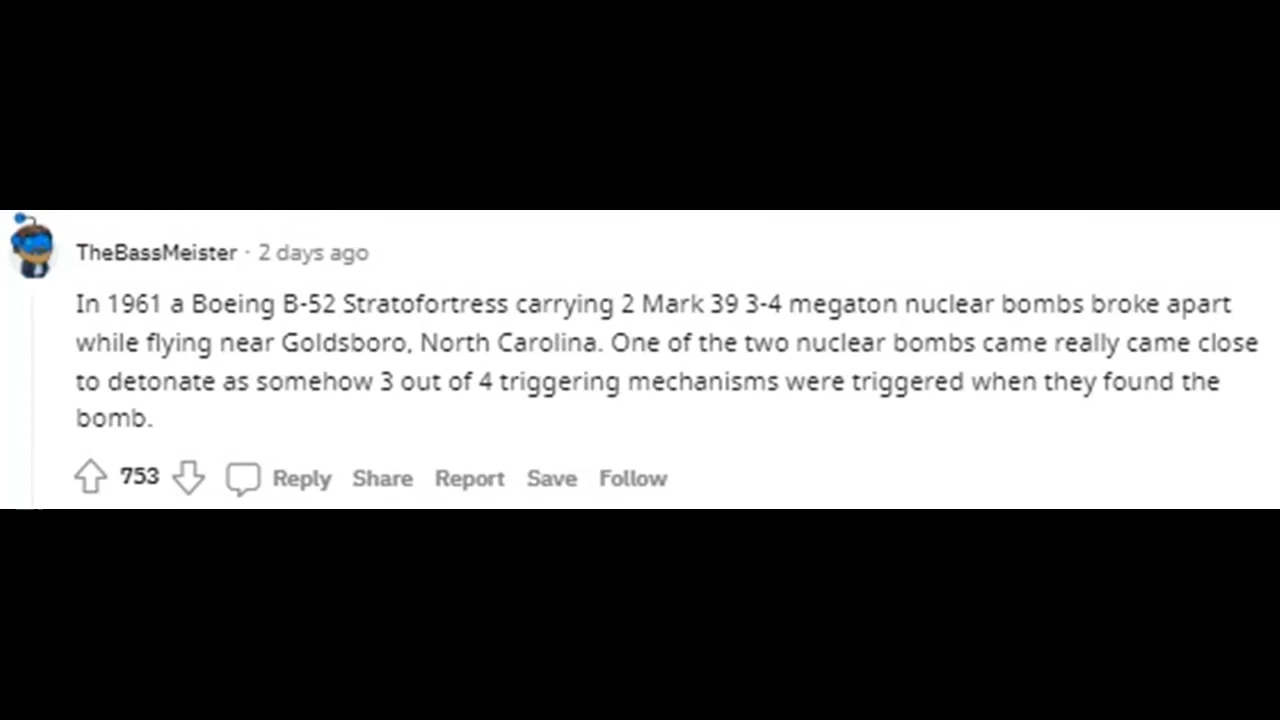 TheBassMeister · 2 days ago
In 1961 a Boeing B-52 Stratofortress carrying 2 Mark 39 3-4 megaton nuclear bombs broke apart
while flying near Goldsboro, North Carolina. One of the two nuclear bombs came really came close
to detonate as somehow 3 out of 4 triggering mechanisms were triggered when they found the
bomb.
753 Reply Share Report Save Follow